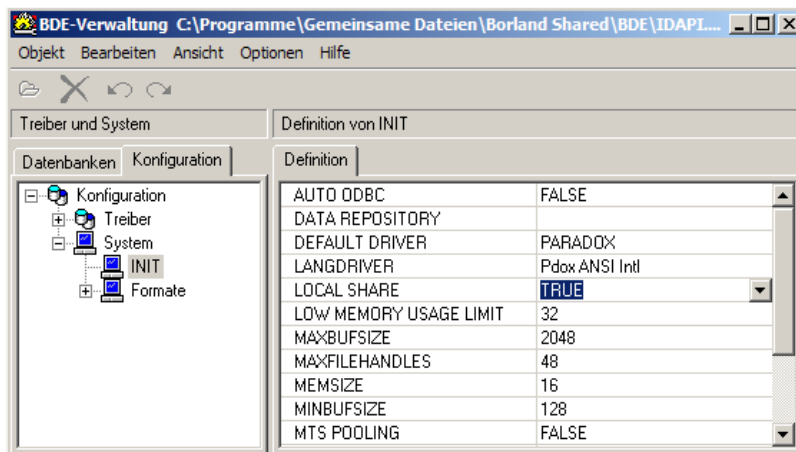 BDE-Verwaltung C:\Programme\Gemeinsame Dateien\Borland Shared\BDE\IDAPI....
Objekt Bearbeiten Ansicht Optionen Hilfe
Treiber und System
Definition von INIT
Datenbanken Konfiguration
Definition
Konfiguration
Treiber
System
INIT
Formate
AUTO ODBC FALSE
DATA REPOSITORY
DEFAULT DRIVER PARADOX
LANGDRIVER Pdox ANSI Intl
LOCAL SHARE TRUE
LOW MEMORY USAGE LIMIT 32
MAXBUFSIZE 2048
MAXFILEHANDLES 48
MEMSIZE 16
MINBUFSIZE 128
MTS POOLING FALSE